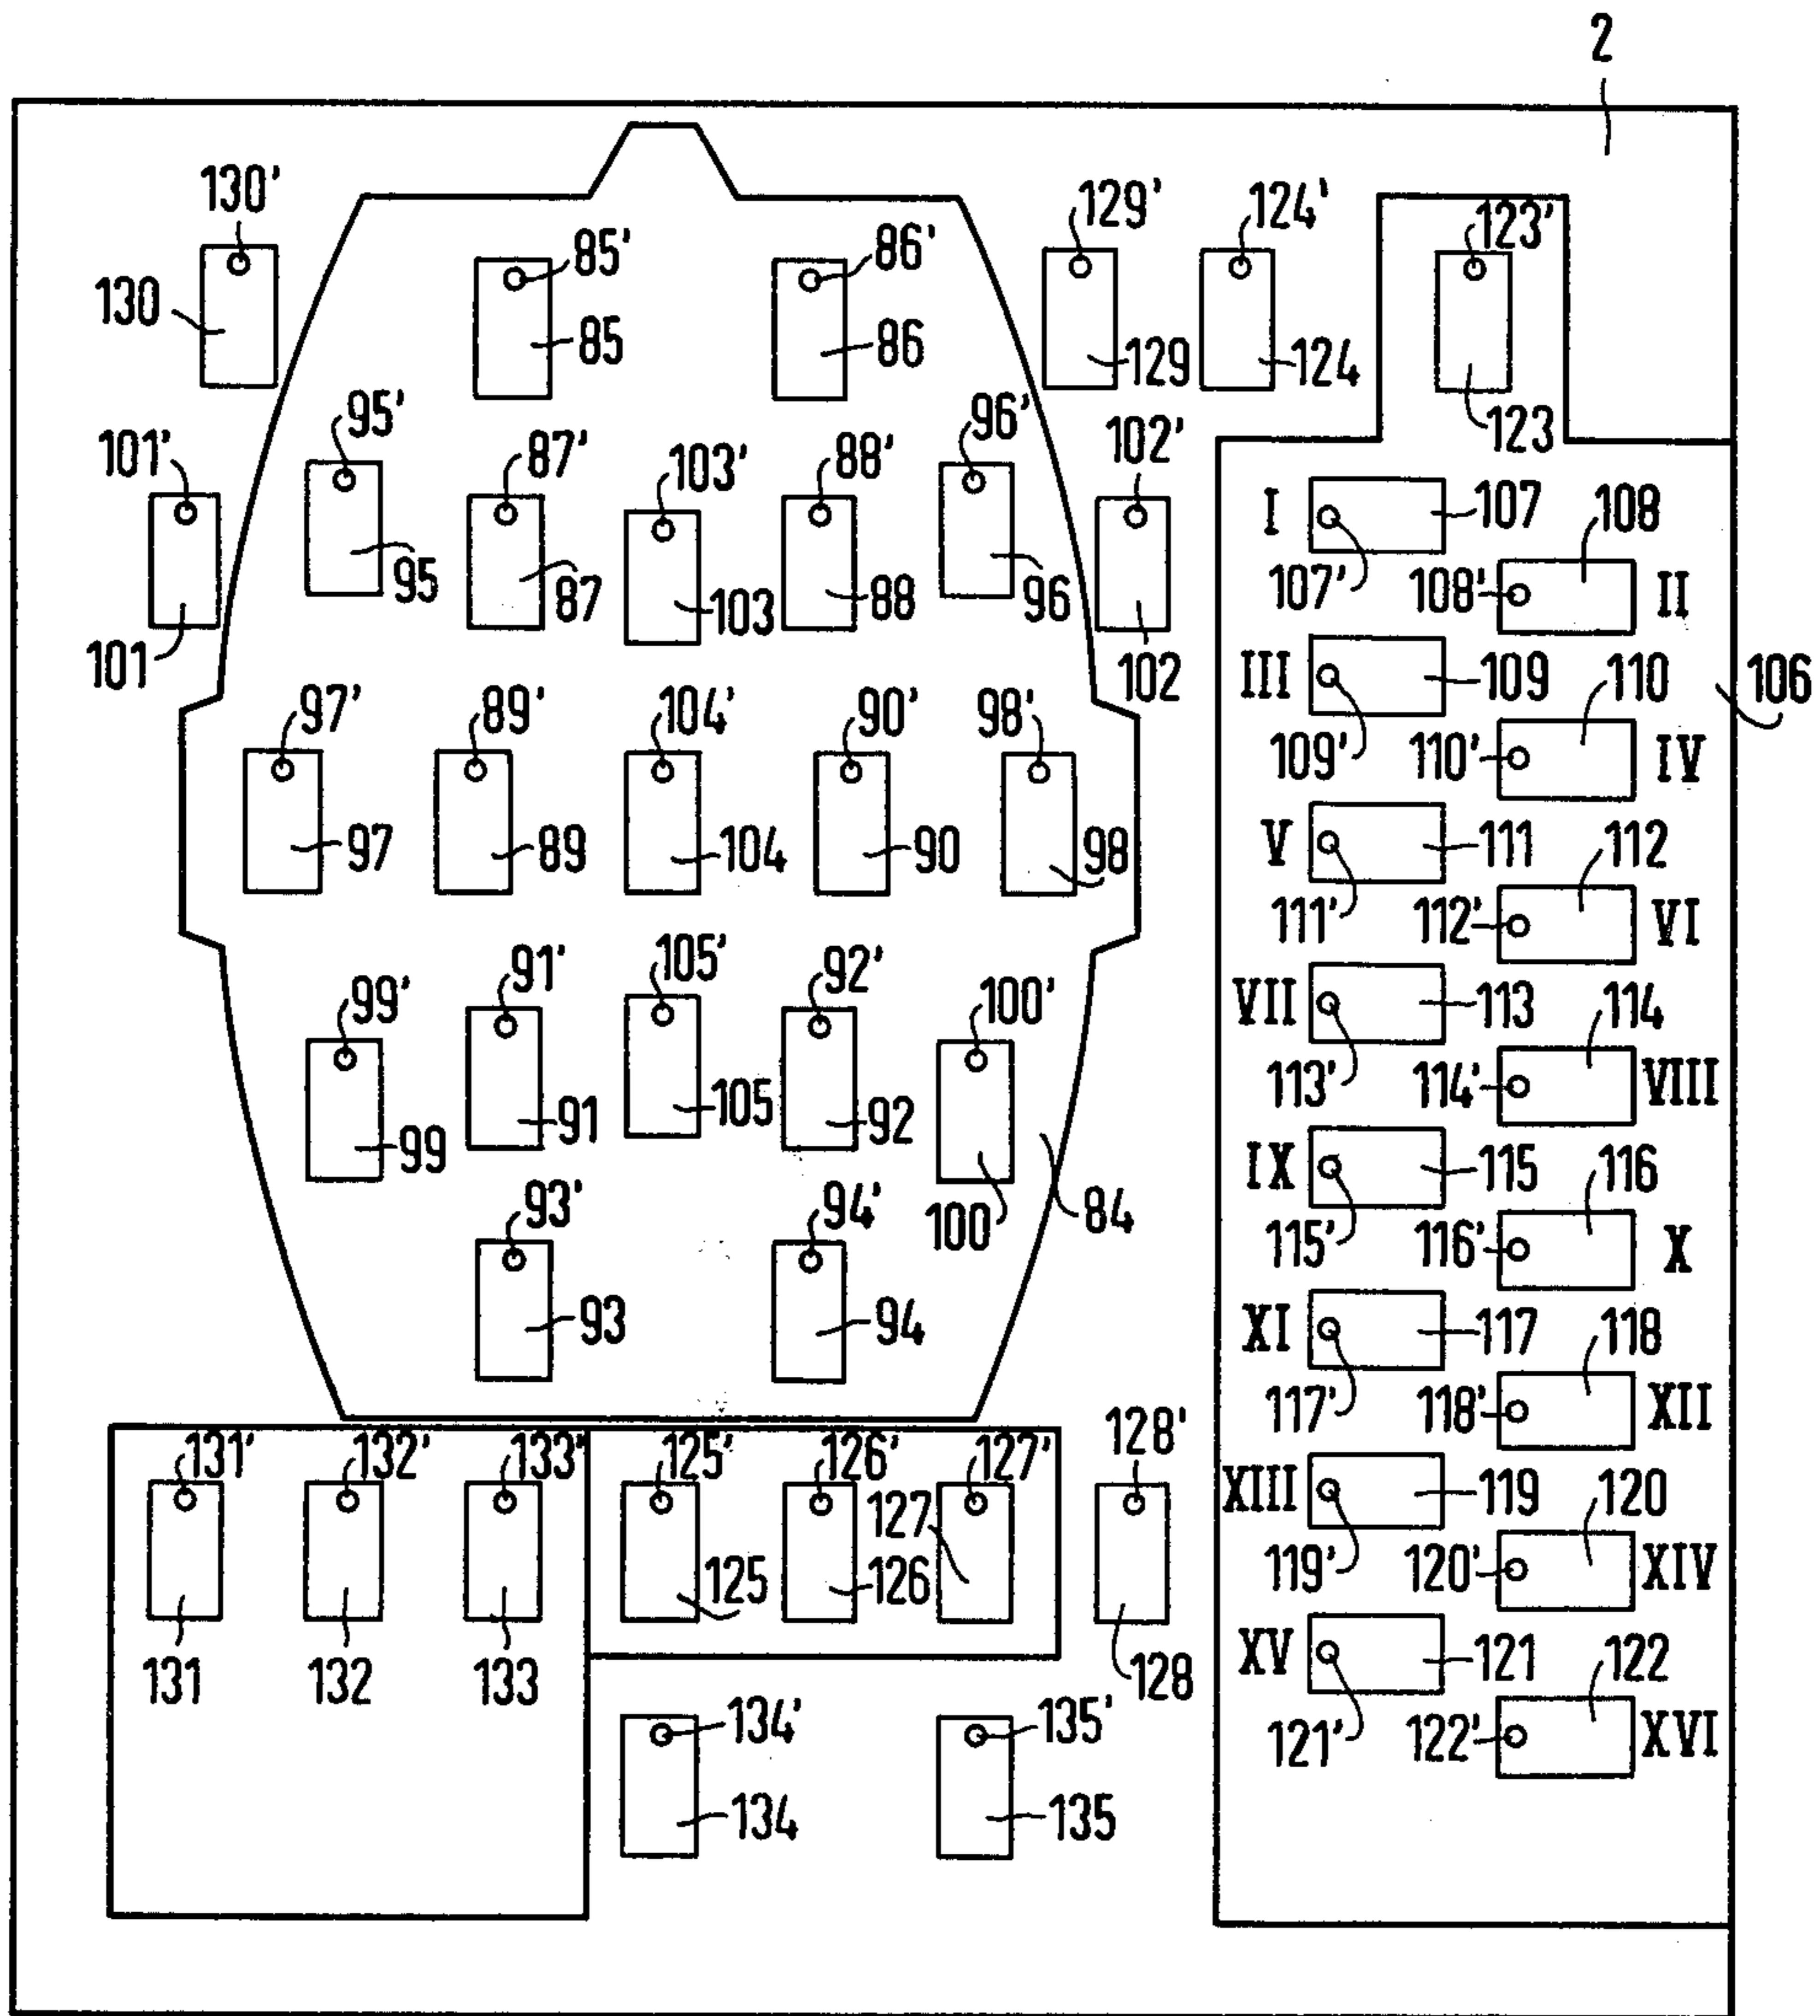 2
130' 85' 86' 129' 124' 123'
130 85 86 129 124 123
101' 95' 87' 103' 88' 96' 102'
101 95 87 103 88 96 102
97' 89' 104' 90' 98'
97 89 104 90 98
99' 91' 105' 92' 100'
99 91 105 92 100 84
93' 94'
93 94
131' 132' 133' 125' 126' 127' 128'
131 132 133 125 126 127 128
134' 135'
134 135
106
I 107 108
107' 108' II
III 109 110
109' 110' IV
V 111 112
111' 112' VI
VII 113 114
113' 114' VIII
IX 115 116
115' 116' X
XI 117 118
117' 118' XII
XIII 119 120
119' 120' XIV
XV 121 122
121' 122' XVI